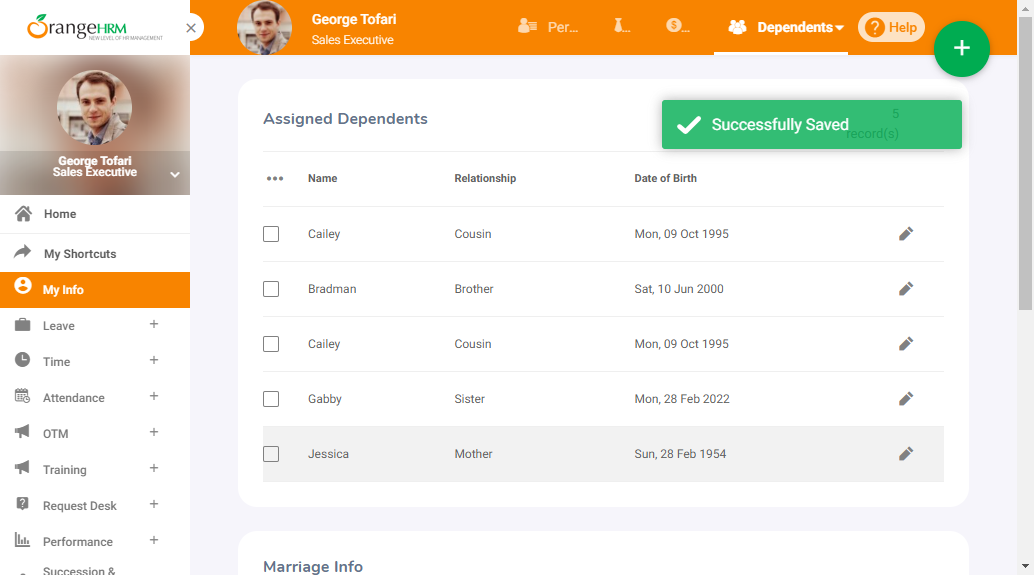 OrangeHRM
NEW LEVEL OF HR MANAGEMENT
George Tofari
Sales Executive
Per...
...
...
Dependents
Help
George Tofari
Sales Executive
Home
My Shortcuts
My Info
Leave
Time
Attendance
OTM
Training
Request Desk
Performance
Succession &
Assigned Dependents
5
record(s)
Successfully Saved
Name Relationship Date of Birth
Cailey Cousin Mon, 09 Oct 1995
Bradman Brother Sat, 10 Jun 2000
Cailey Cousin Mon, 09 Oct 1995
Gabby Sister Mon, 28 Feb 2022
Jessica Mother Sun, 28 Feb 1954
Marriage Info